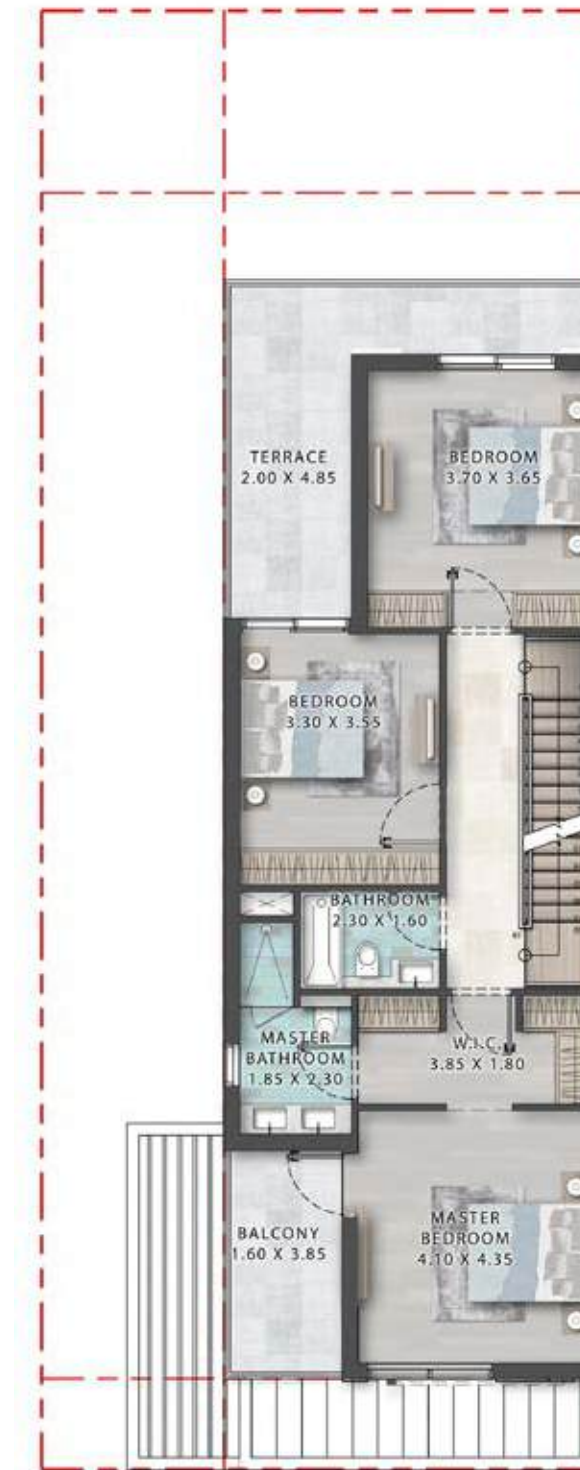 TERRACE
2.00 X 4.85
BEDROOM
3.70 X 3.65
BEDROOM
3.30 X 3.55
BATHROOM
2.30 X 1.60
MASTER
BATHROOM
1.85 X 2.30
W.I.C.
3.85 X 1.80
BALCONY
1.60 X 3.85
MASTER
BEDROOM
4.10 X 4.35